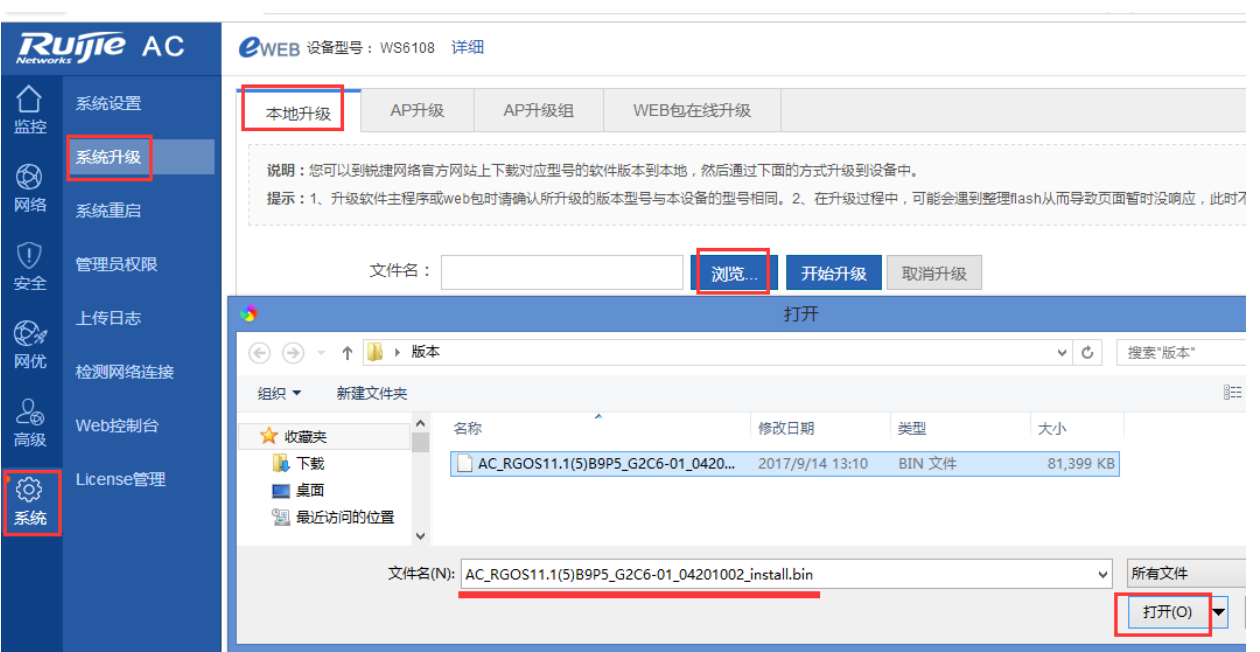 Ruijie AC
Networks
eWEB 设备型号：WS6108 详细
监控
网络
安全
网优
高级
系统
系统设置
系统升级
系统重启
管理员权限
上传日志
检测网络连接
Web控制台
License管理
本地升级 AP升级 AP升级组 WEB包在线升级
说明：您可以到锐捷网络官方网站上下载对应型号的软件版本到本地，然后通过下面的方式升级到设备中。
提示：1、升级软件主程序或web包时请确认所升级的版本型号与本设备的型号相同。2、在升级过程中，可能会遇到整理flash从而导致页面暂时没响应，此时不
文件名： 浏览... 开始升级 取消升级
打开
版本 搜索"版本"
组织 新建文件夹
收藏夹
下载
桌面
最近访问的位置
名称 修改日期 类型 大小
AC_RGOS11.1(5)B9P5_G2C6-01_0420... 2017/9/14 13:10 BIN 文件 81,399 KB
文件名(N): AC_RGOS11.1(5)B9P5_G2C6-01_04201002_install.bin 所有文件
打开(O)